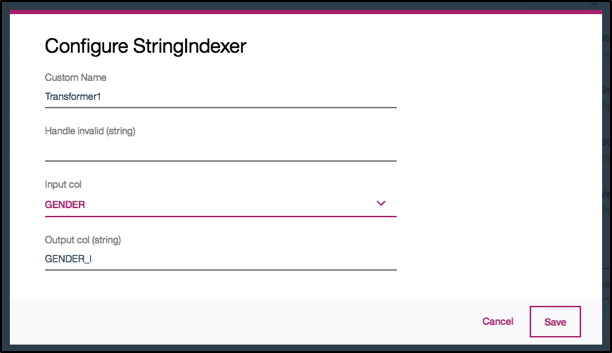 Configure StringIndexer
Custom Name
Transformer1
Handle invalid (string)
Input col
GENDER
Output col (string)
GENDER_I
Cancel
Save